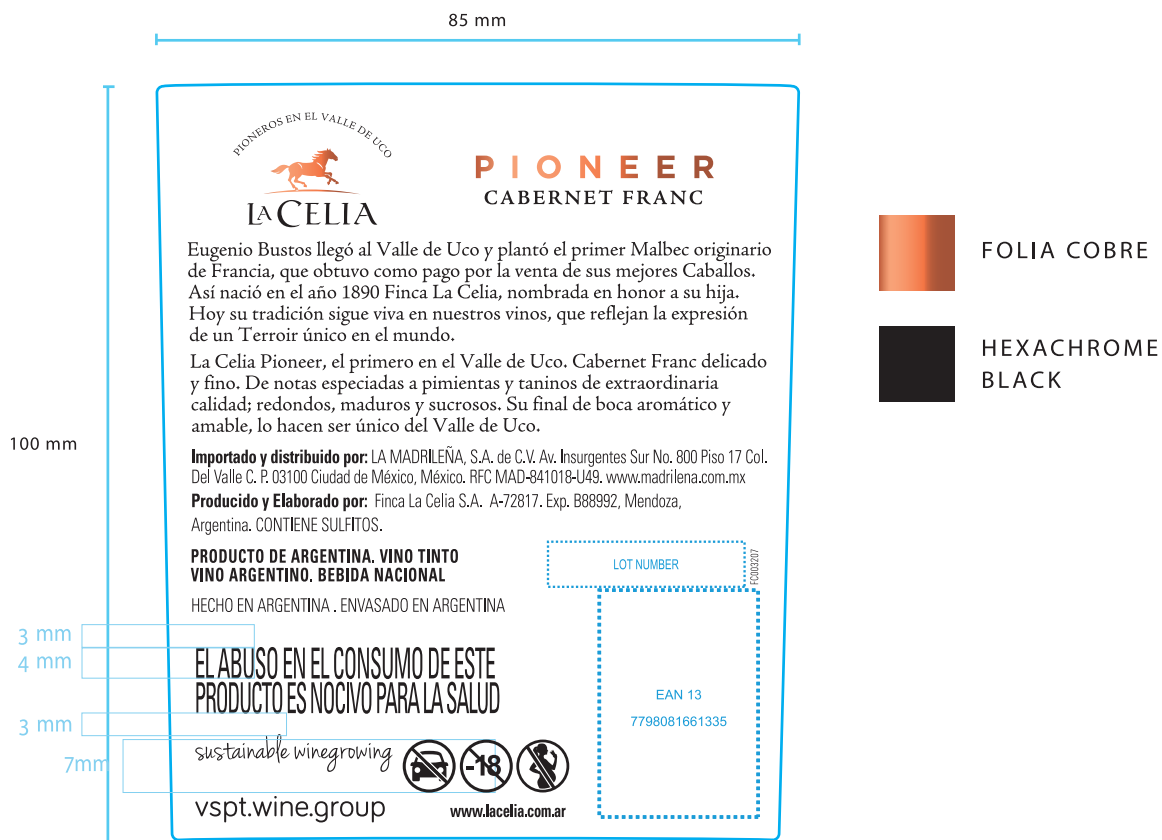 85 mm
PIONEROS EN EL VALLE DE UCO
LA CELIA
PIONEER
CABERNET FRANC
Eugenio Bustos llegó al Valle de Uco y plantó el primer Malbec originario
de Francia, que obtuvo como pago por la venta de sus mejores Caballos.
Así nació en el año 1890 Finca La Celia, nombrada en honor a su hija.
Hoy su tradición sigue viva en nuestros vinos, que reflejan la expresión
de un Terroir único en el mundo.
La Celia Pioneer, el primero en el Valle de Uco. Cabernet Franc delicado
y fino. De notas especiadas a pimientas y taninos de extraordinaria
calidad; redondos, maduros y sucrosos. Su final de boca aromático y
amable, lo hacen ser único del Valle de Uco.
Importado y distribuido por: LA MADRILEÑA, S.A. de C.V. Av. Insurgentes Sur No. 800 Piso 17 Col.
Del Valle C. P. 03100 Ciudad de México, México. RFC MAD-841018-U49. www.madrilena.com.mx
Producido y Elaborado por: Finca La Celia S.A. A-72817. Exp. B88992, Mendoza,
Argentina. CONTIENE SULFITOS.
PRODUCTO DE ARGENTINA. VINO TINTO
VINO ARGENTINO. BEBIDA NACIONAL
HECHO EN ARGENTINA . ENVASADO EN ARGENTINA
EL ABUSO EN EL CONSUMO DE ESTE
PRODUCTO ES NOCIVO PARA LA SALUD
sustainable winegrowing
-18
vspt.wine.group
www.lacelia.com.ar
LOT NUMBER
FC003207
EAN 13
7798081661335
100 mm
3 mm
4 mm
3 mm
7mm
FOLIA COBRE
HEXACHROME
BLACK